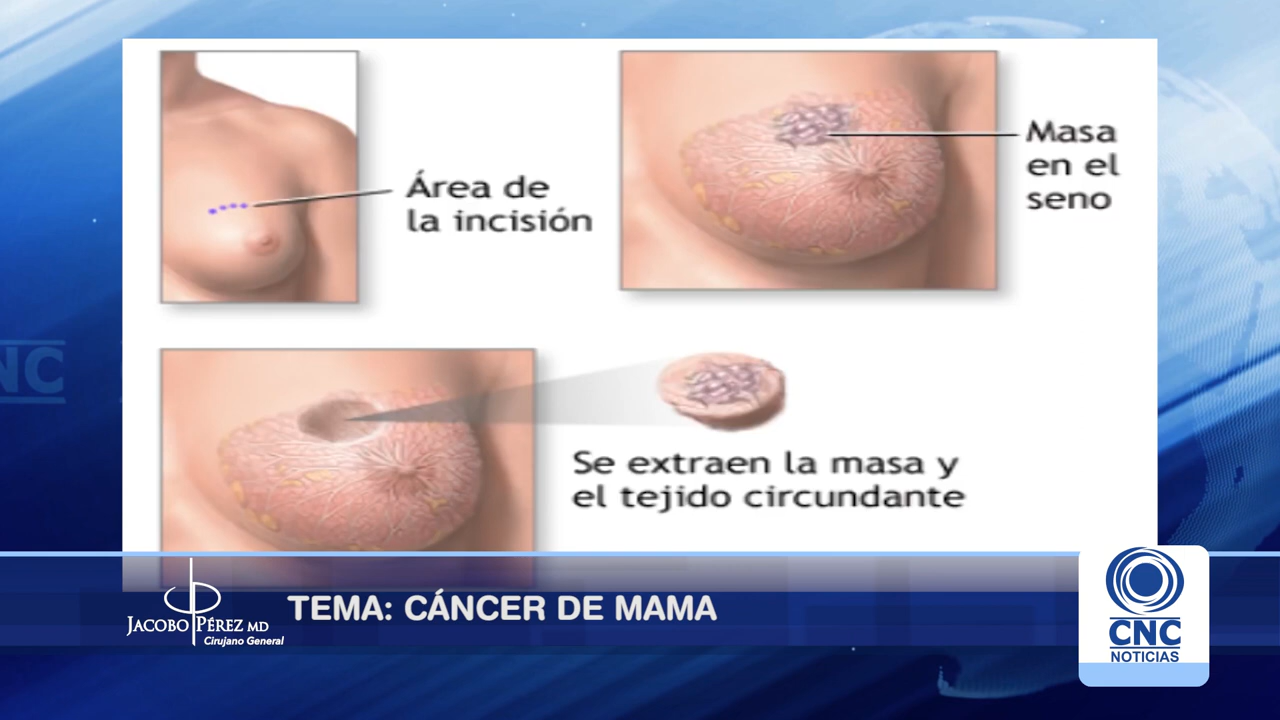 Área de
la incisión
Masa
en el
seno
NC
Se extraen la masa y
el tejido circundante
JACOBO PÉREZ MD
Cirujano General
TEMA: CÁNCER DE MAMA
CNC
NOTICIAS